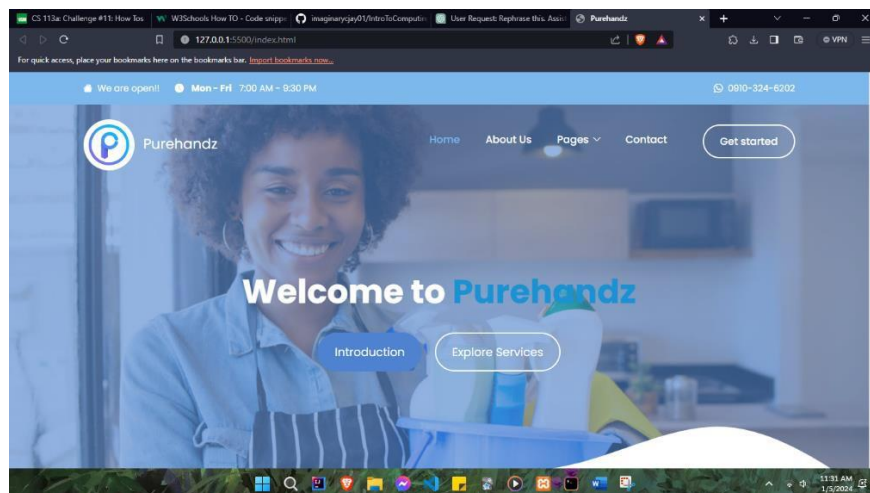 CS 113a: Challenge #11: How Tos
W3Schools How TO - Code snippe
imaginarycjay01/IntroToComputin
User Request: Rephrase this. Assist
Purehandz
127.0.0.1:5500/index.html
VPN
For quick access, place your bookmarks here on the bookmarks bar. Import bookmarks now...
We are open!! Mon - Fri 7:00 AM - 9:30 PM
0910-324-6202
Purehandz
Home About Us Pages Contact Get started
Welcome to Purehandz
Introduction Explore Services
11:31 AM
1/5/2024